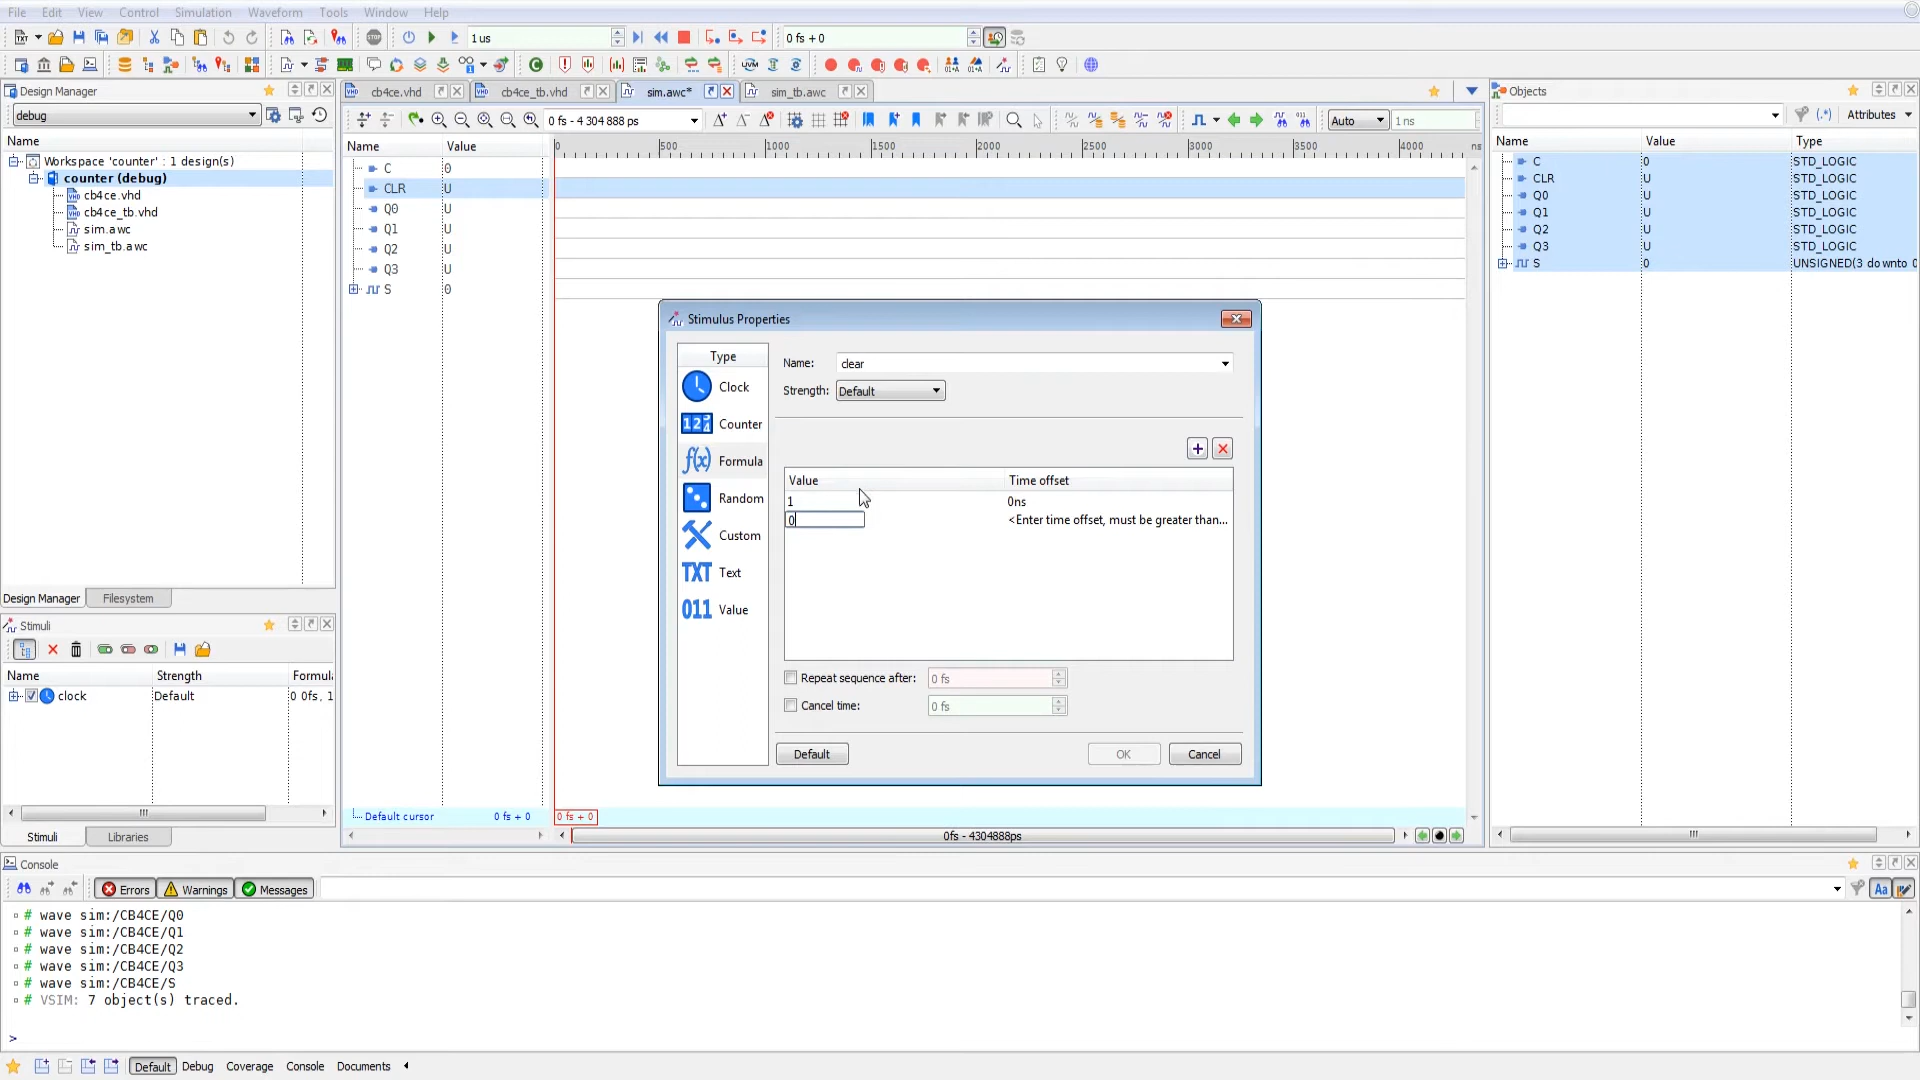 File Edit View Control Simulation Waveform Tools Window Help
1 us
0 fs + 0
Design Manager
debug
Name
Workspace 'counter' : 1 design(s)
counter (debug)
cb4ce.vhd
cb4ce_tb.vhd
sim.awc
sim_tb.awc
Design Manager Filesystem
Stimuli
Name Strength Formul
clock Default 0 0fs, 1
Stimuli Libraries
cb4ce.vhd cb4ce_tb.vhd sim.awc* sim_tb.awc
0 fs - 4 304 888 ps
Auto 1 ns
Name Value
0 500 1000 1500 2000 2500 3000 3500 4000 ns
C 0
CLR U
Q0 U
Q1 U
Q2 U
Q3 U
S 0
Default cursor 0 fs + 0 0 fs + 0
0fs - 4304888ps
Stimulus Properties
Type
Clock
Counter
Formula
Random
Custom
TXT Text
011 Value
Name: clear
Strength: Default
Value Time offset
1 0ns
0 <Enter time offset, must be greater than...
Repeat sequence after: 0 fs
Cancel time: 0 fs
Default OK Cancel
Objects
Attributes
Name Value Type
C 0 STD_LOGIC
CLR U STD_LOGIC
Q0 U STD_LOGIC
Q1 U STD_LOGIC
Q2 U STD_LOGIC
Q3 U STD_LOGIC
S 0 UNSIGNED(3 downto 0
Console
Errors Warnings Messages
Aa
# wave sim:/CB4CE/Q0
# wave sim:/CB4CE/Q1
# wave sim:/CB4CE/Q2
# wave sim:/CB4CE/Q3
# wave sim:/CB4CE/S
# VSIM: 7 object(s) traced.
>
Default Debug Coverage Console Documents